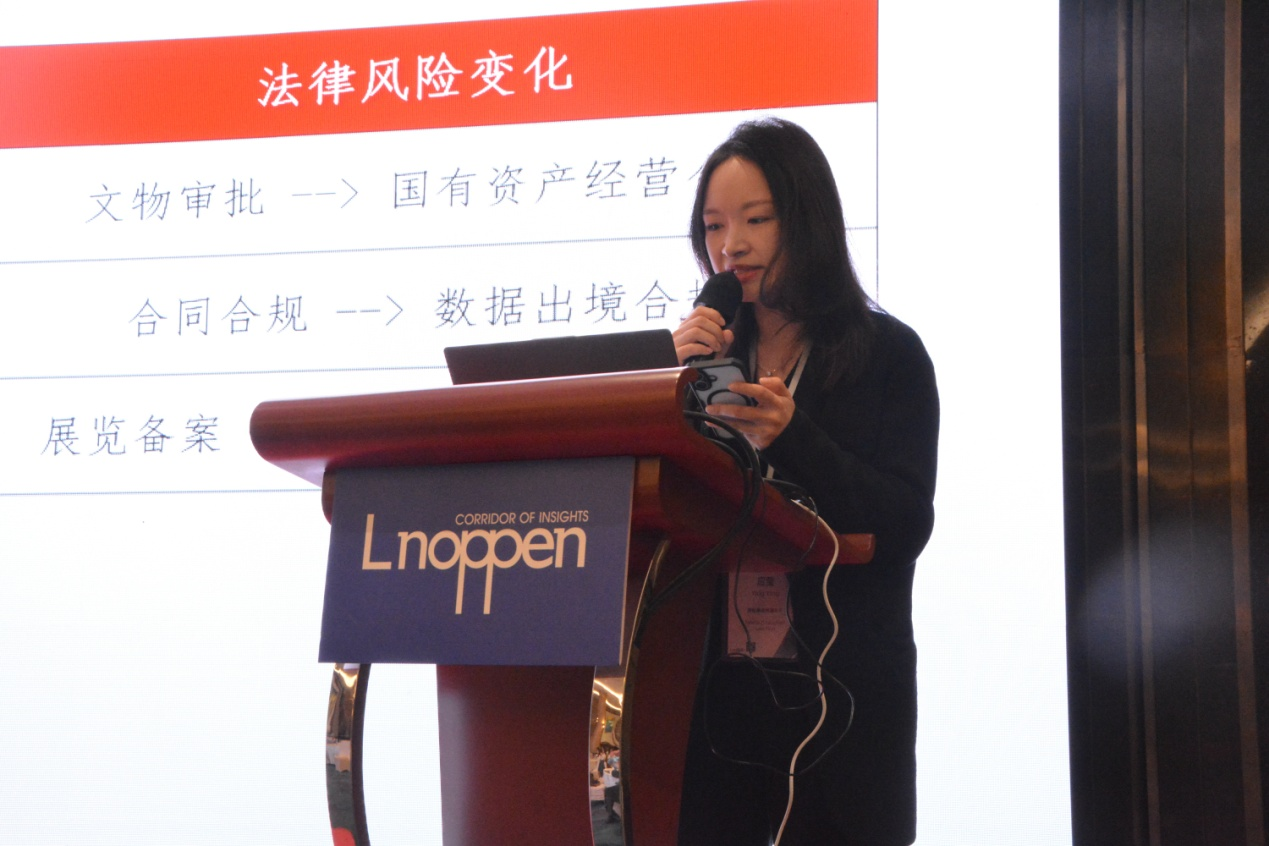 法律风险变化
文物审批 --> 国有资产经营
合同合规 --> 数据出境合
展览备案
CORRIDOR OF INSIGHTS
Lnoppen